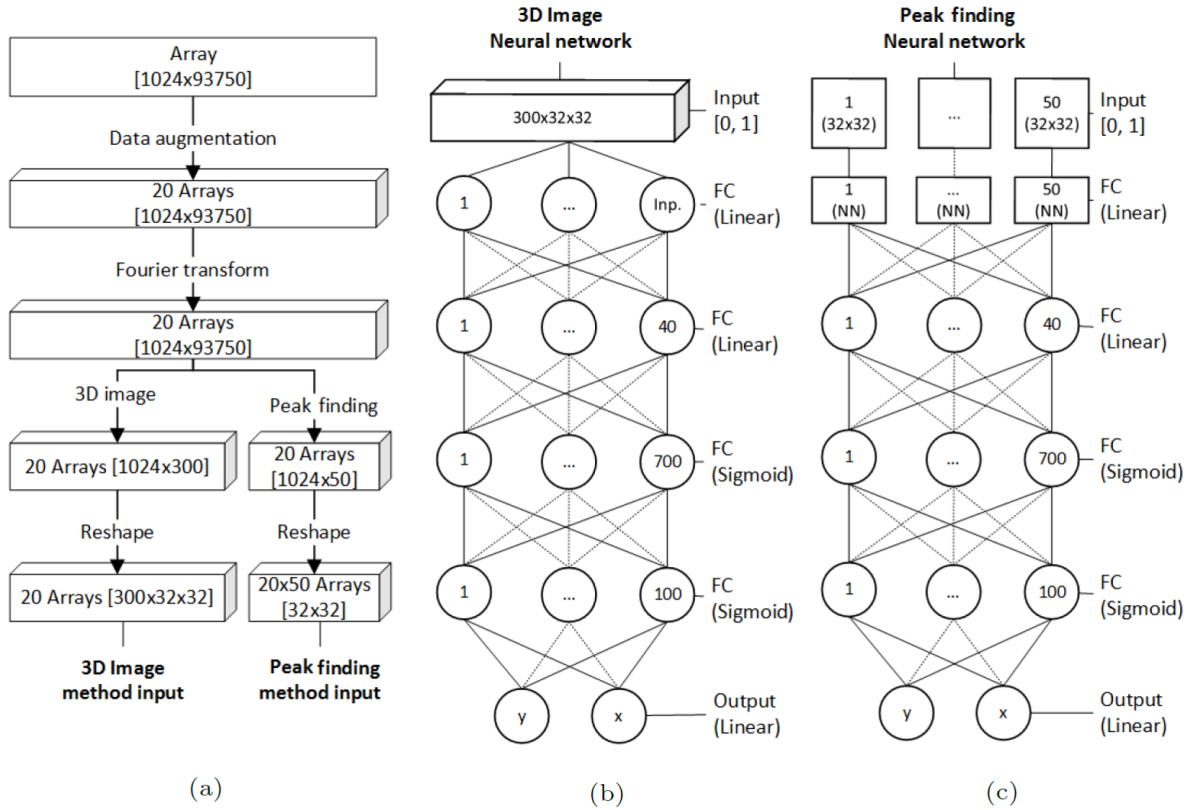 Array
[1024x93750]
Data augmentation
20 Arrays
[1024x93750]
Fourier transform
20 Arrays
[1024x93750]
3D image
Peak finding
20 Arrays [1024x300]
20 Arrays
[1024x50]
Reshape
Reshape
20 Arrays [300x32x32]
20x50 Arrays
[32x32]
3D Image
method input
Peak finding
method input
(a)
3D Image
Neural network
300x32x32
Input
[0, 1]
1
...
Inp.
FC
(Linear)
1
...
40
FC
(Linear)
1
...
700
FC
(Sigmoid)
1
...
100
FC
(Sigmoid)
y
x
Output
(Linear)
(b)
Peak finding
Neural network
1
(32x32)
...
50
(32x32)
Input
[0, 1]
1
(NN)
...
(NN)
50
(NN)
FC
(Linear)
1
...
40
FC
(Linear)
1
...
700
FC
(Sigmoid)
1
...
100
FC
(Sigmoid)
y
x
Output
(Linear)
(c)